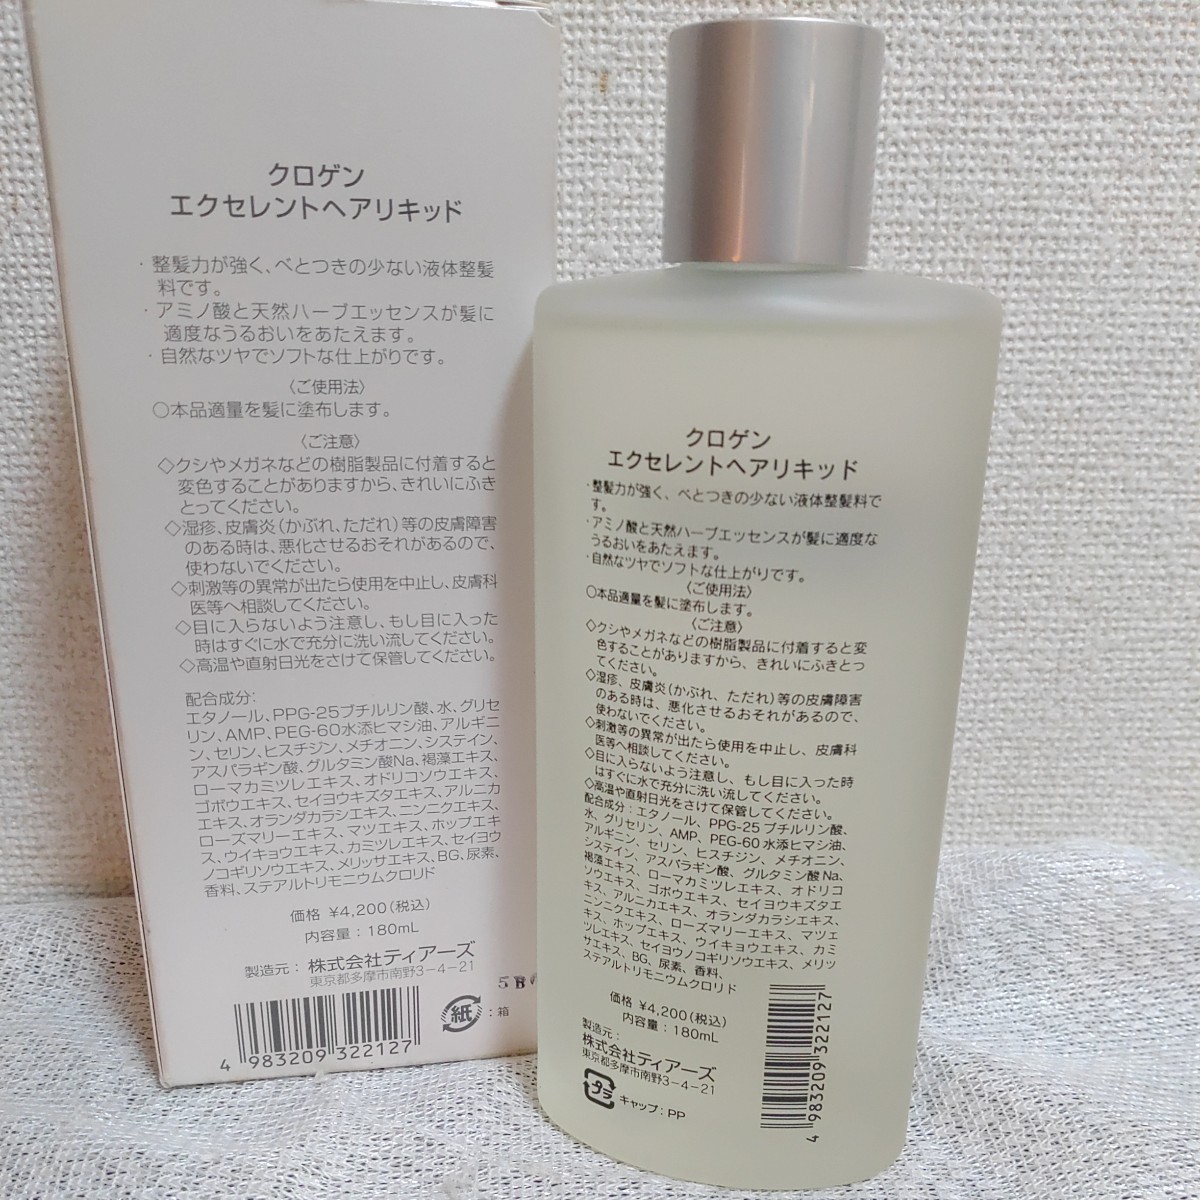 クロゲン
エクセレントヘアリキッド
・整髪力が強く、べとつきの少ない液体整髪
料です。
・アミノ酸と天然ハーブエッセンスが髪に
適度なうるおいをあたえます。
・自然なツヤでソフトな仕上がりです。
〈ご使用法〉
○本品適量を髪に塗布します。
〈ご注意〉
◇クシやメガネなどの樹脂製品に付着すると
変色することがありますから、きれいにふき
とってください。
◇湿疹、皮膚炎(かぶれ、ただれ)等の皮膚障害
のある時は、悪化させるおそれがあるので、
使わないでください。
◇刺激等の異常が出たら使用を中止し、皮膚科
医等へ相談してください。
◇目に入らないよう注意し、もし目に入った
時はすぐに水で充分に洗い流してください。
◇高温や直射日光をさけて保管してください。
配合成分:
エタノール、PPG-25ブチルリン酸、水、グリセ
リン、AMP、PEG-60水添ヒマシ油、アルギニ
ン、セリン、ヒスチジン、メチオニン、システイン、
アスパラギン酸、グルタミン酸Na、褐藻エキス、
ローマカミツレエキス、オドリコソウエキス、
ゴボウエキス、セイヨウキズタエキス、アルニカ
エキス、オランダカラシエキス、ニンニクエキス、
ローズマリーエキス、マツエキス、ホップエキ
ス、ウイキョウエキス、カミツレエキス、セイヨウ
ノコギリソウエキス、メリッサエキス、BG、尿素、
香料、ステアルトリモニウムクロリド
価格 ¥4,200(税込)
内容量:180mL
製造元:株式会社ティアーズ
東京都多摩市南野3-4-21
紙
:箱
4 983209 322127
クロゲン
エクセレントヘアリキッド
・整髪力が強く、べとつきの少ない液体整髪料で
す。
・アミノ酸と天然ハーブエッセンスが髪に適度な
うるおいをあたえます。
・自然なツヤでソフトな仕上がりです。
〈ご使用法〉
○本品適量を髪に塗布します。
〈ご注意〉
◇クシやメガネなどの樹脂製品に付着すると変
色することがありますから、きれいにふきとっ
てください。
◇湿疹、皮膚炎(かぶれ、ただれ)等の皮膚障害
のある時は、悪化させるおそれがあるので、
使わないでください。
◇刺激等の異常が出たら使用を中止し、皮膚科
医等へ相談してください。
◇目に入らないよう注意し、もし目に入った時
はすぐに水で充分に洗い流してください。
◇高温や直射日光をさけて保管してください。
配合成分:エタノール、PPG-25ブチルリン酸、
水、グリセリン、AMP、PEG-60水添ヒマシ油、
アルギニン、セリン、ヒスチジン、メチオニン、
システイン、アスパラギン酸、グルタミン酸Na、
褐藻エキス、ローマカミツレエキス、オドリコ
ソウエキス、ゴボウエキス、セイヨウキズタエ
キス、アルニカエキス、オランダカラシエキス、
ニンニクエキス、ローズマリーエキス、マツエ
キス、ホップエキス、ウイキョウエキス、カミ
ツレエキス、セイヨウノコギリソウエキス、メリッ
サエキス、BG、尿素、香料、
ステアルトリモニウムクロリド
価格 ¥4,200(税込)
内容量:180mL
製造元:
株式会社ティアーズ
東京都多摩市南野3-4-21
プラ
キャップ:PP
4 983209 322127